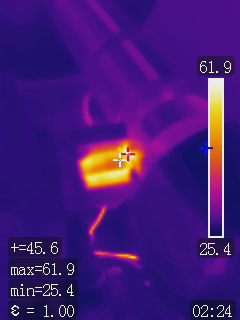 61.9
25.4
+=45.6
max=61.9
min=25.4
ε = 1.00
02:24